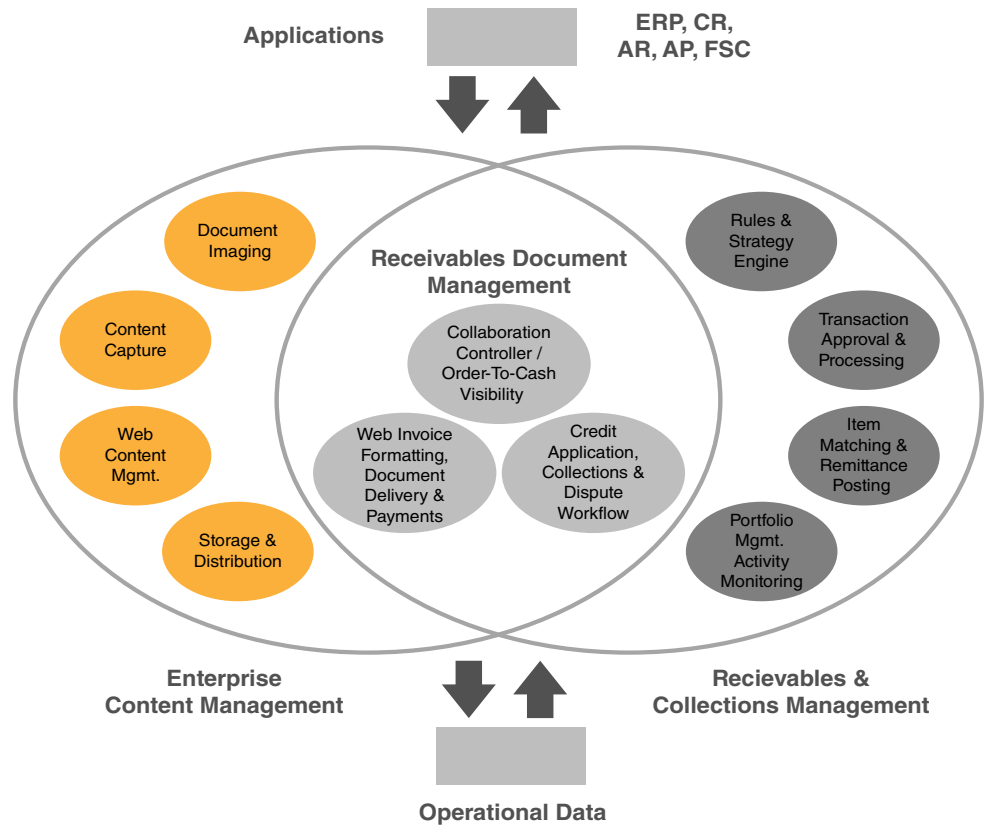 Applications
ERP, CR,
AR, AP, FSC
Document
Imaging
Content
Capture
Web
Content
Mgmt.
Storage &
Distribution
Receivables Document
Management
Collaboration
Controller /
Order-To-Cash
Visibility
Web Invoice
Formatting,
Document
Delivery &
Payments
Credit
Application,
Collections &
Dispute
Workflow
Rules &
Strategy
Engine
Transaction
Approval &
Processing
Item
Matching &
Remittance
Posting
Portfolio
Mgmt.
Activity
Monitoring
Enterprise
Content Management
Recievables &
Collections Management
Operational Data